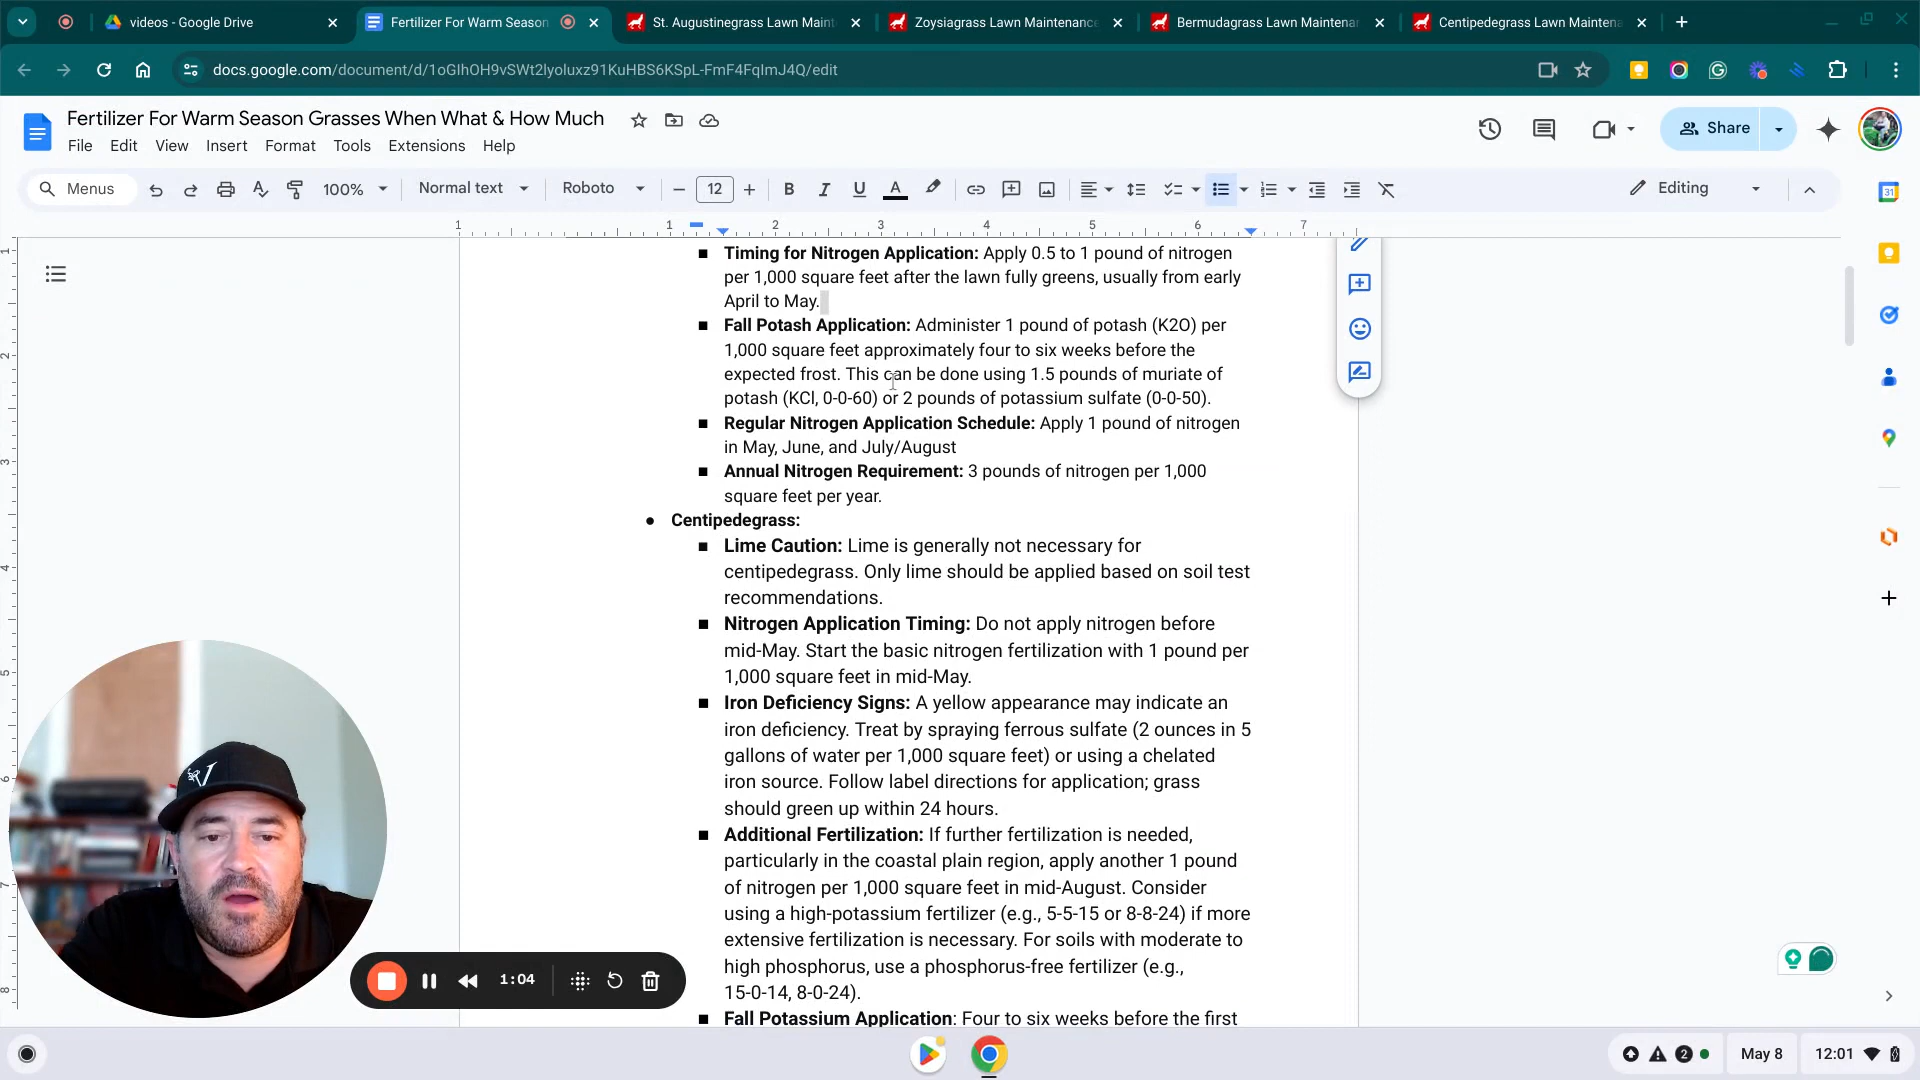 videos - Google Drive
Fertilizer For Warm Season
St. Augustinegrass Lawn Maint
Zoysiagrass Lawn Maintenance
Bermudagrass Lawn Maintenan
Centipedegrass Lawn Maintena
docs.google.com/document/d/1oGIhOH9vSWt2lyoluxz91KuHBS6KSpL-FmF4FqImJ4Q/edit
Fertilizer For Warm Season Grasses When What & How Much
Share
File Edit View Insert Format Tools Extensions Help
Menus 100% Normal text Roboto 12 B I U A Editing
1 1 2 3 4 5 6 7
Timing for Nitrogen Application: Apply 0.5 to 1 pound of nitrogen
per 1,000 square feet after the lawn fully greens, usually from early
April to May.
Fall Potash Application: Administer 1 pound of potash (K2O) per
1,000 square feet approximately four to six weeks before the
expected frost. This can be done using 1.5 pounds of muriate of
potash (KCl, 0-0-60) or 2 pounds of potassium sulfate (0-0-50).
Regular Nitrogen Application Schedule: Apply 1 pound of nitrogen
in May, June, and July/August
Annual Nitrogen Requirement: 3 pounds of nitrogen per 1,000
square feet per year.
Centipedegrass:
Lime Caution: Lime is generally not necessary for
centipedegrass. Only lime should be applied based on soil test
recommendations.
Nitrogen Application Timing: Do not apply nitrogen before
mid-May. Start the basic nitrogen fertilization with 1 pound per
1,000 square feet in mid-May.
Iron Deficiency Signs: A yellow appearance may indicate an
iron deficiency. Treat by spraying ferrous sulfate (2 ounces in 5
gallons of water per 1,000 square feet) or using a chelated
iron source. Follow label directions for application; grass
should green up within 24 hours.
Additional Fertilization: If further fertilization is needed,
particularly in the coastal plain region, apply another 1 pound
of nitrogen per 1,000 square feet in mid-August. Consider
using a high-potassium fertilizer (e.g., 5-5-15 or 8-8-24) if more
extensive fertilization is necessary. For soils with moderate to
high phosphorus, use a phosphorus-free fertilizer (e.g.,
15-0-14, 8-0-24).
Fall Potassium Application: Four to six weeks before the first
1:04
2 May 8 12:01